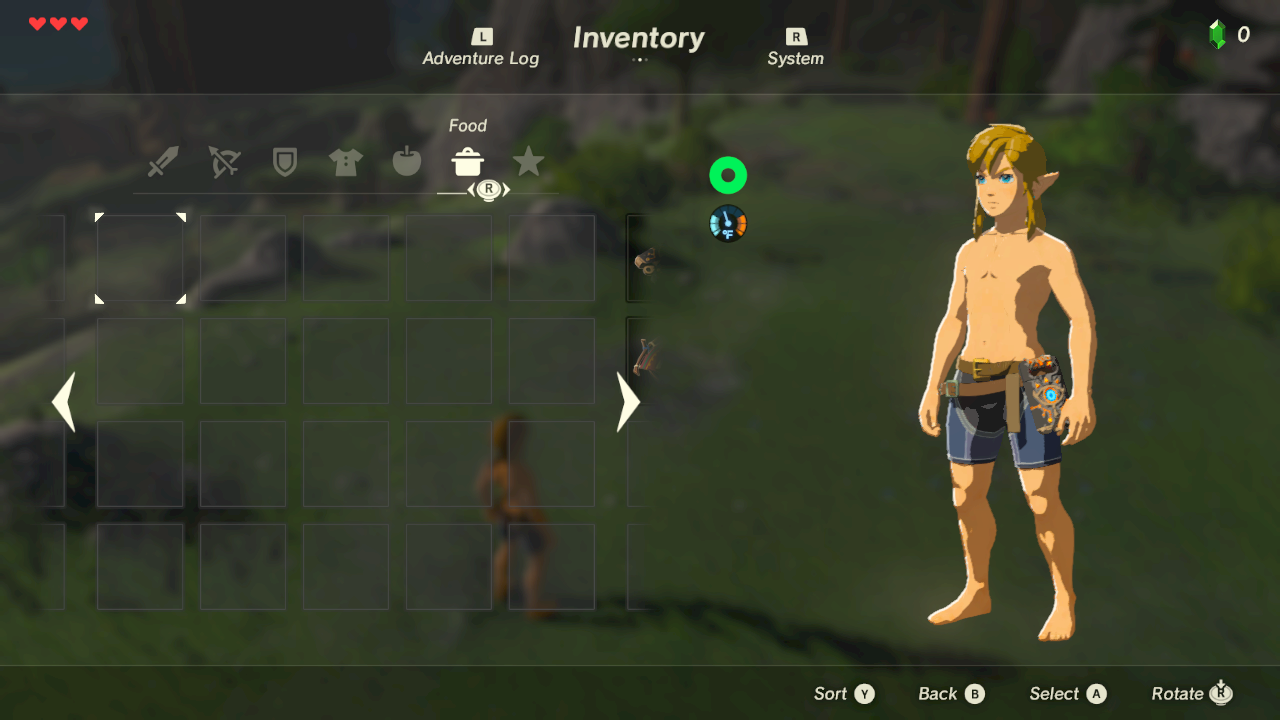 L
Adventure Log
Inventory
R
System
0
Food
R
°F
Sort Y
Back B
Select A
Rotate R